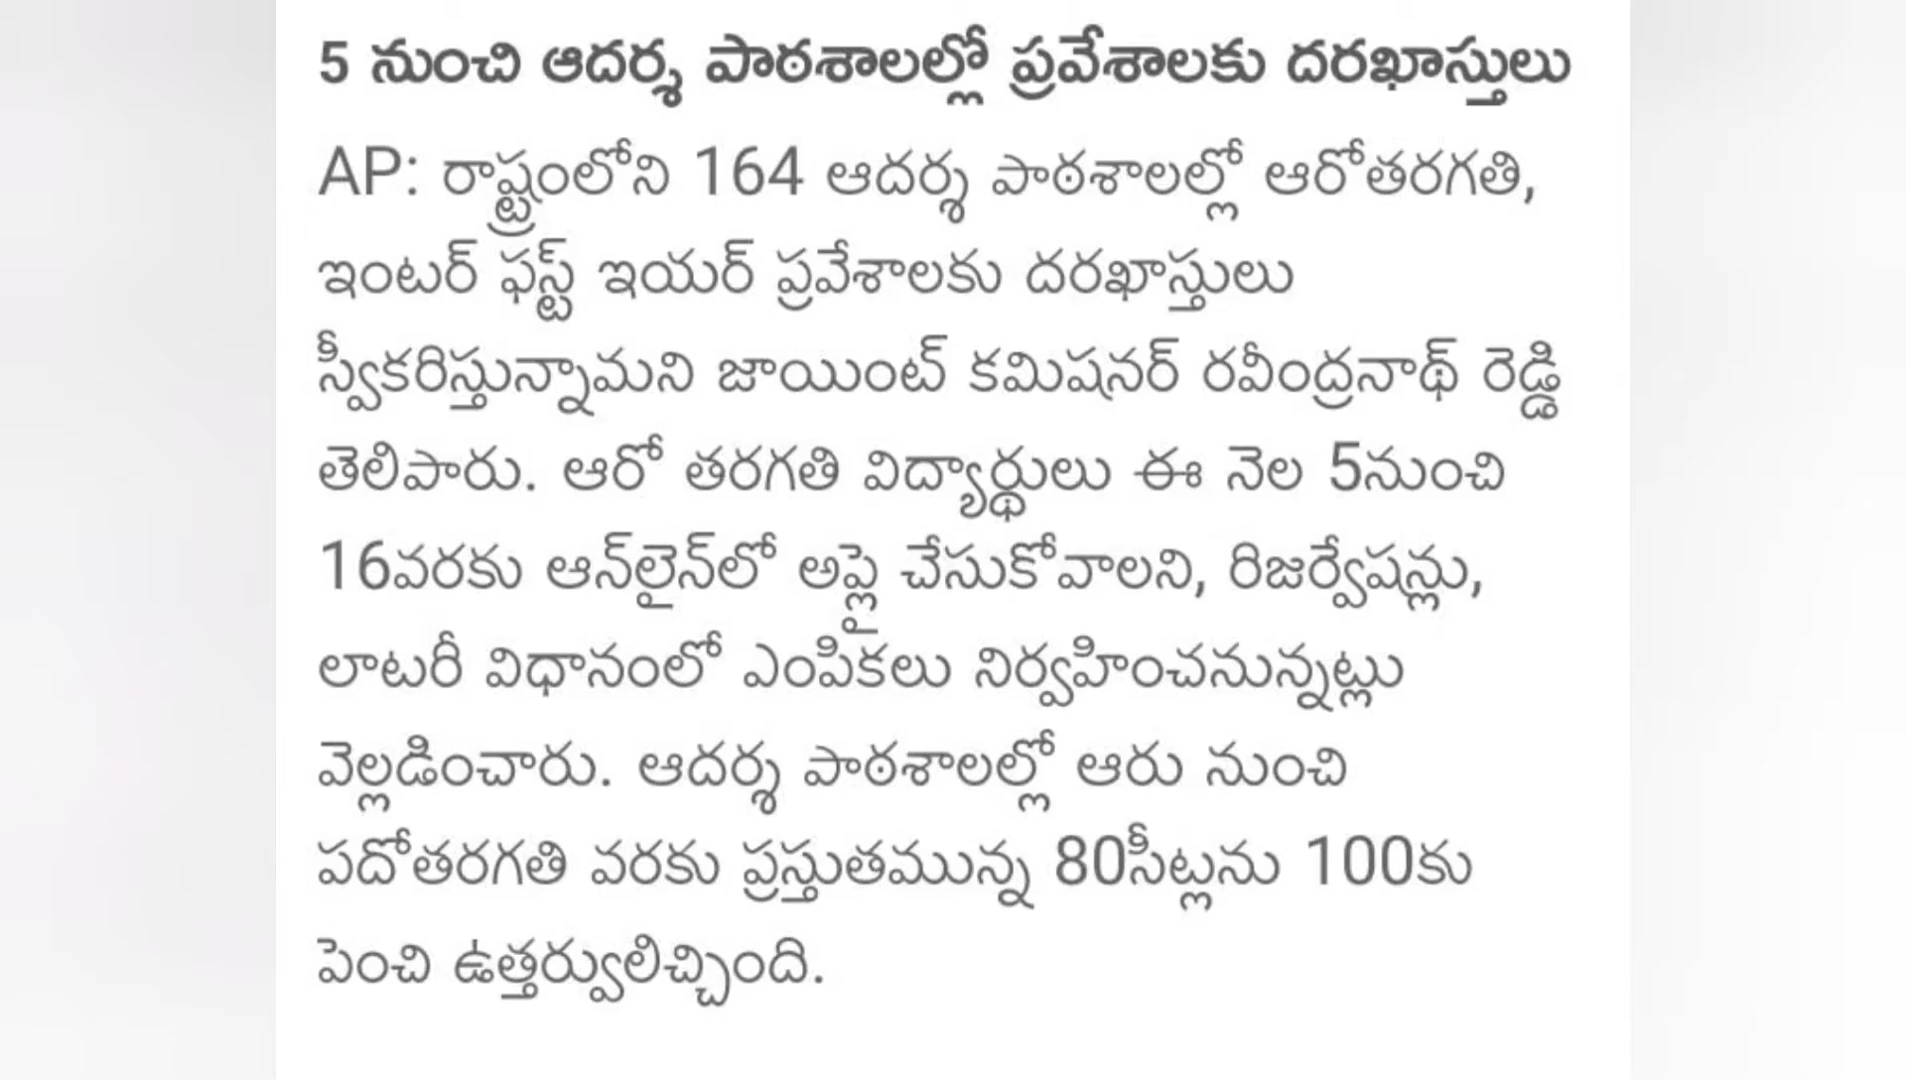 5 నుంచి ఆదర్శ పాఠశాలల్లో ప్రవేశాలకు దరఖాస్తులు
AP: రాష్ట్రంలోని 164 ఆదర్శ పాఠశాలల్లో ఆరోతరగతి,
ఇంటర్ ఫస్ట్ ఇయర్ ప్రవేశాలకు దరఖాస్తులు
స్వీకరిస్తున్నామని జాయింట్ కమిషనర్ రవీంద్రనాథ్ రెడ్డి
తెలిపారు. ఆరో తరగతి విద్యార్థులు ఈ నెల 5నుంచి
16వరకు ఆన్‌లైన్‌లో అప్లై చేసుకోవాలని, రిజర్వేషన్లు,
లాటరీ విధానంలో ఎంపికలు నిర్వహించనున్నట్లు
వెల్లడించారు. ఆదర్శ పాఠశాలల్లో ఆరు నుంచి
పదోతరగతి వరకు ప్రస్తుతమున్న 80సీట్లను 100కు
పెంచి ఉత్తర్వులిచ్చింది.